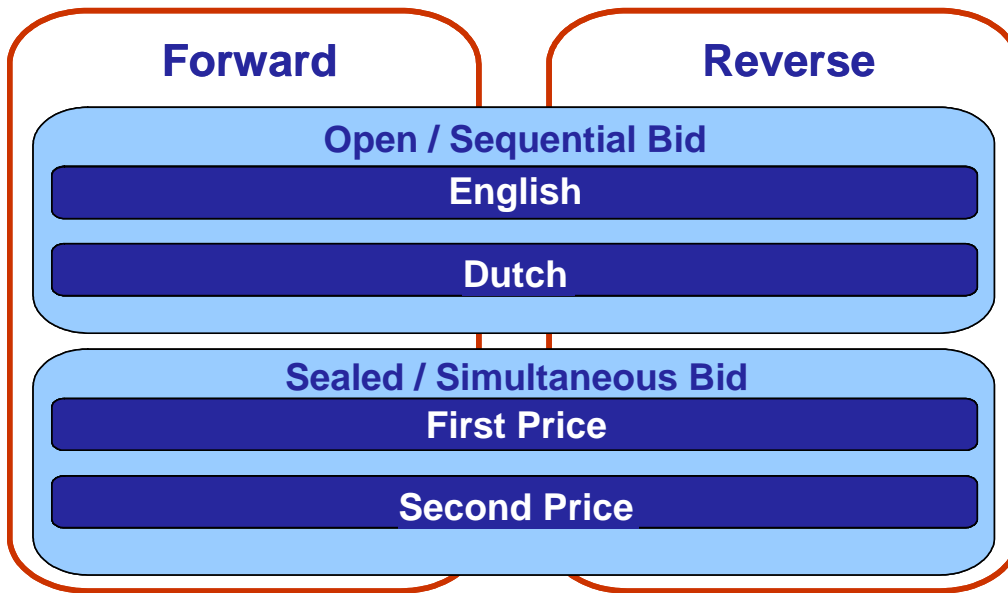 Forward
Reverse
Open / Sequential Bid
English
Dutch
Sealed / Simultaneous Bid
First Price
Second Price